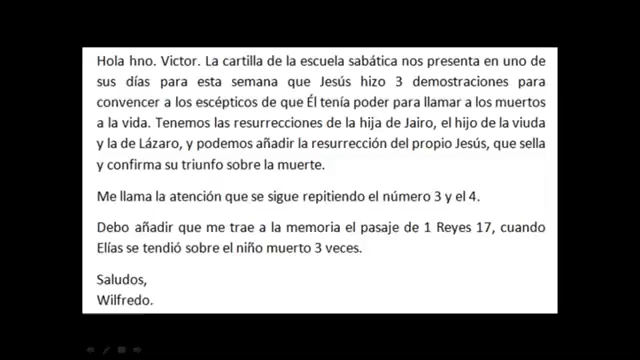 Hola hno. Victor. La cartilla de la escuela sabática nos presenta en uno de
sus días para esta semana que Jesús hizo 3 demostraciones para
convencer a los escépticos de que Él tenía poder para llamar a los muertos
a la vida. Tenemos las resurrecciones de la hija de Jairo, el hijo de la viuda
y la de Lázaro, y podemos añadir la resurrección del propio Jesús, que sella
y confirma su triunfo sobre la muerte.
Me llama la atención que se sigue repitiendo el número 3 y el 4.
Debo añadir que me trae a la memoria el pasaje de 1 Reyes 17, cuando
Elías se tendió sobre el niño muerto 3 veces.
Saludos,
Wilfredo.